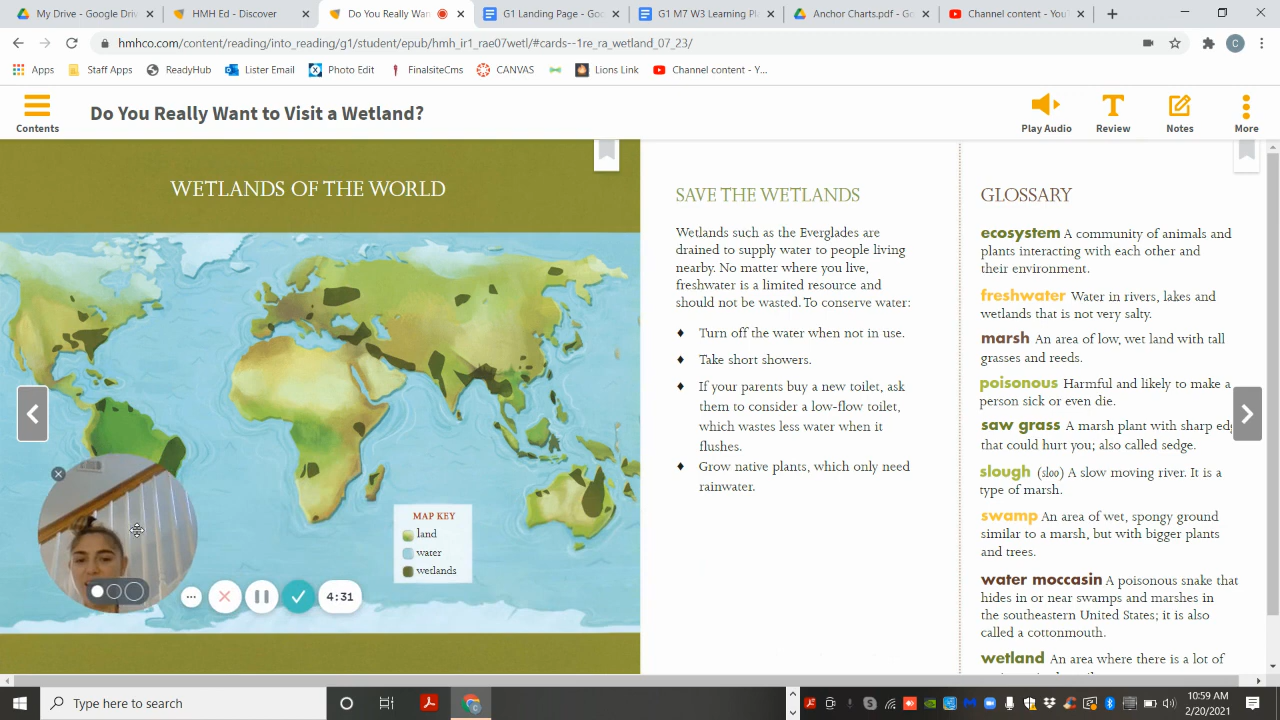 My Drive - Goo
HMH Ed - Discover
Do You Really Wan
G1 Landing Page - Goo
G1 M7 W3 Learning Pl
Anchor Charts.pdf - Go
Channel content - You
hmhco.com/content/reading/into_reading/g1/student/epub/hmh_ir1_rae07wetl/#cards--1re_ra_wetland_07_23/
C
Apps
Staff Apps
ReadyHub
Lister Email
Photo Edit
FinalsiteCms
CANVAS
Lions Link
Channel content - Y...
Contents
Do You Really Want to Visit a Wetland?
Play Audio
Review
Notes
More
WETLANDS OF THE WORLD
MAP KEY
land
water
wetlands
4:31
SAVE THE WETLANDS
Wetlands such as the Everglades are
drained to supply water to people living
nearby. No matter where you live,
freshwater is a limited resource and
should not be wasted. To conserve water:
♦ Turn off the water when not in use.
♦ Take short showers.
♦ If your parents buy a new toilet, ask
them to consider a low-flow toilet,
which wastes less water when it
flushes.
♦ Grow native plants, which only need
rainwater.
GLOSSARY
ecosystem A community of animals and
plants interacting with each other and
their environment.
freshwater Water in rivers, lakes and
wetlands that is not very salty.
marsh An area of low, wet land with tall
grasses and reeds.
poisonous Harmful and likely to make a
person sick or even die.
saw grass A marsh plant with sharp ed
that could hurt you; also called sedge.
slough (sloo) A slow moving river. It is a
type of marsh.
swamp An area of wet, spongy ground
similar to a marsh, but with bigger plants
and trees.
water moccasin A poisonous snake that
hides in or near swamps and marshes in
the southeastern United States; it is also
called a cottonmouth.
wetland An area where there is a lot of
Type here to search
10:59 AM
2/20/2021